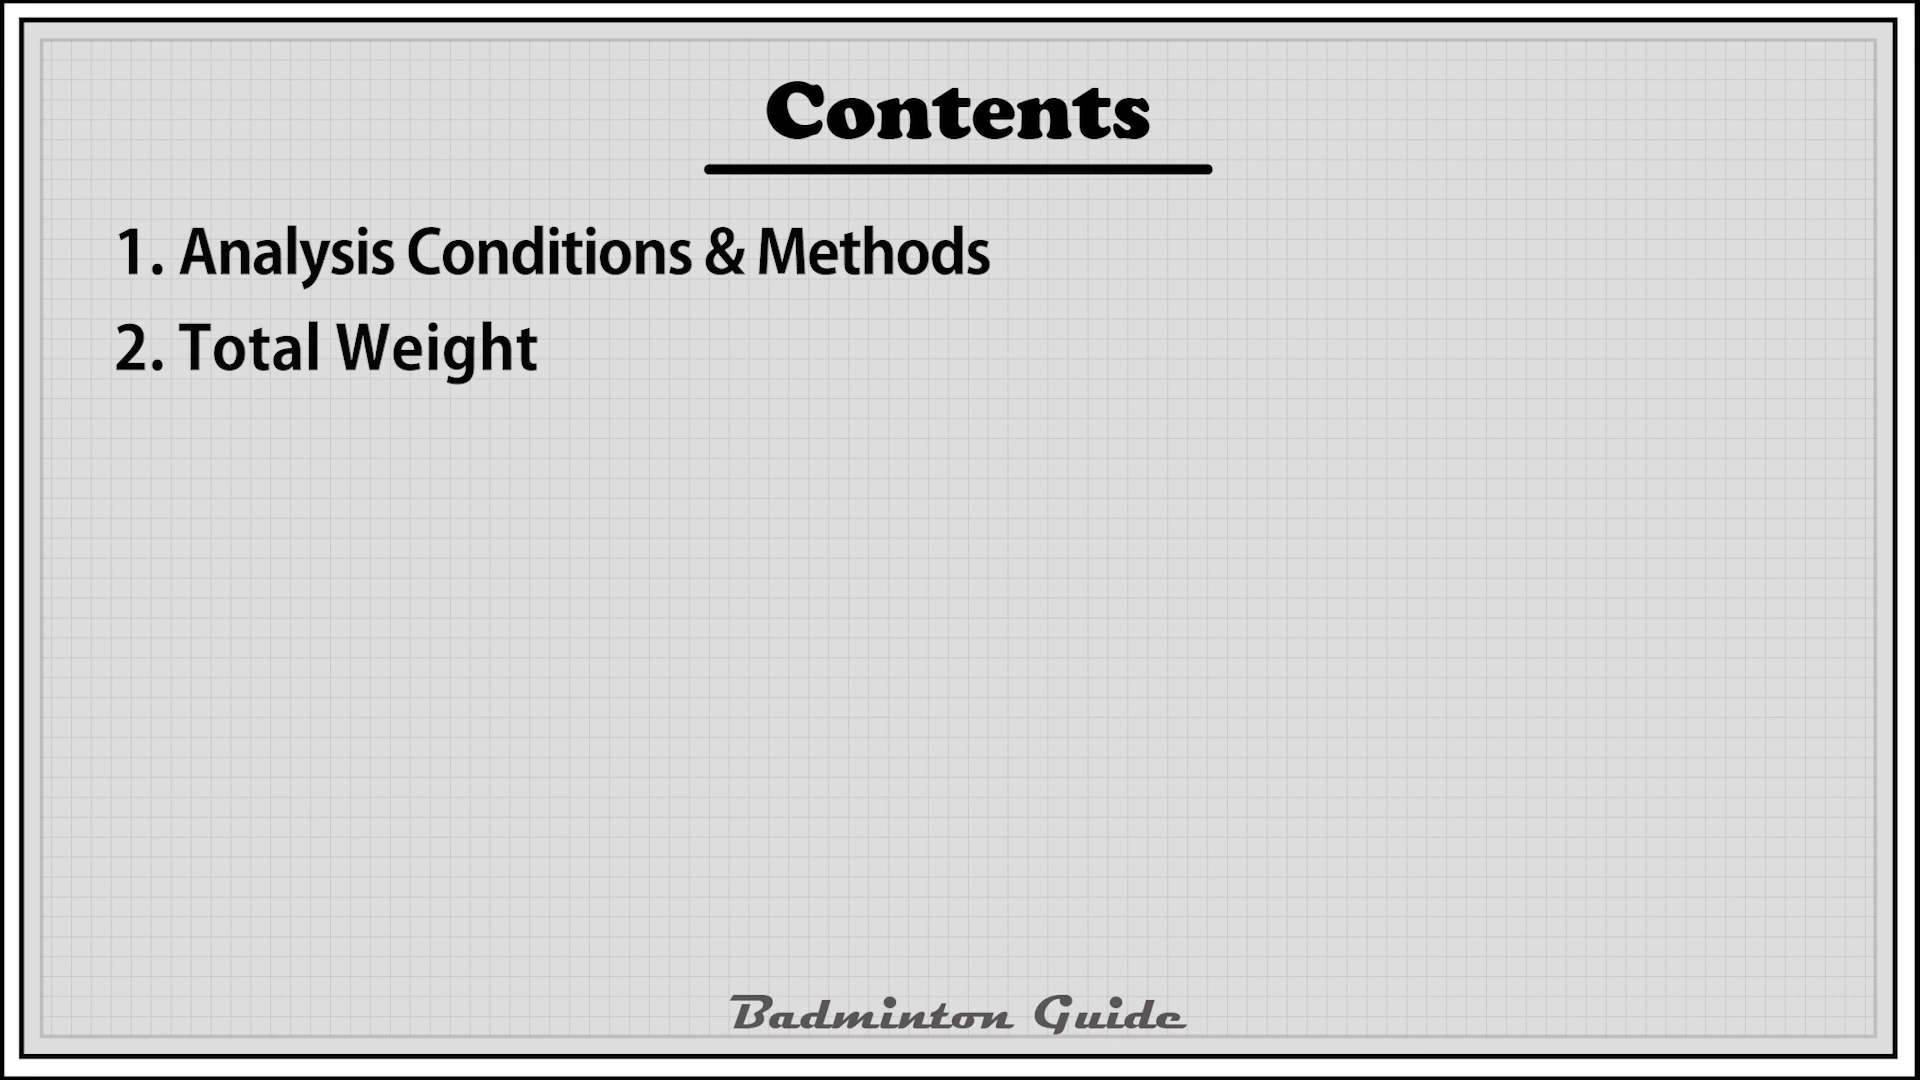 Contents
1. Analysis Conditions & Methods
2. Total Weight
Badminton Guide